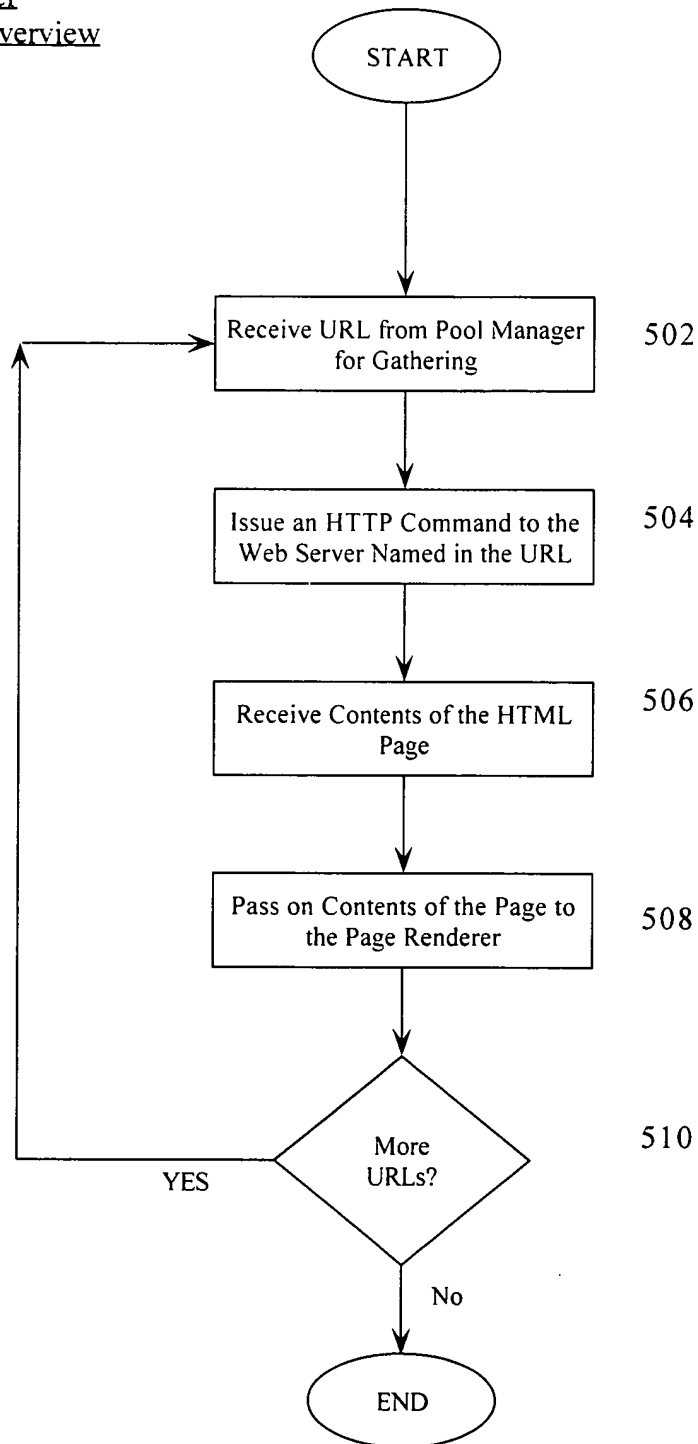 START
Receive URL from Pool Manager
for Gathering
502
Issue an HTTP Command to the
Web Server Named in the URL
504
Receive Contents of the HTML
Page
506
Pass on Contents of the Page to
the Page Renderer
508
More
URLs?
510
YES
No
END